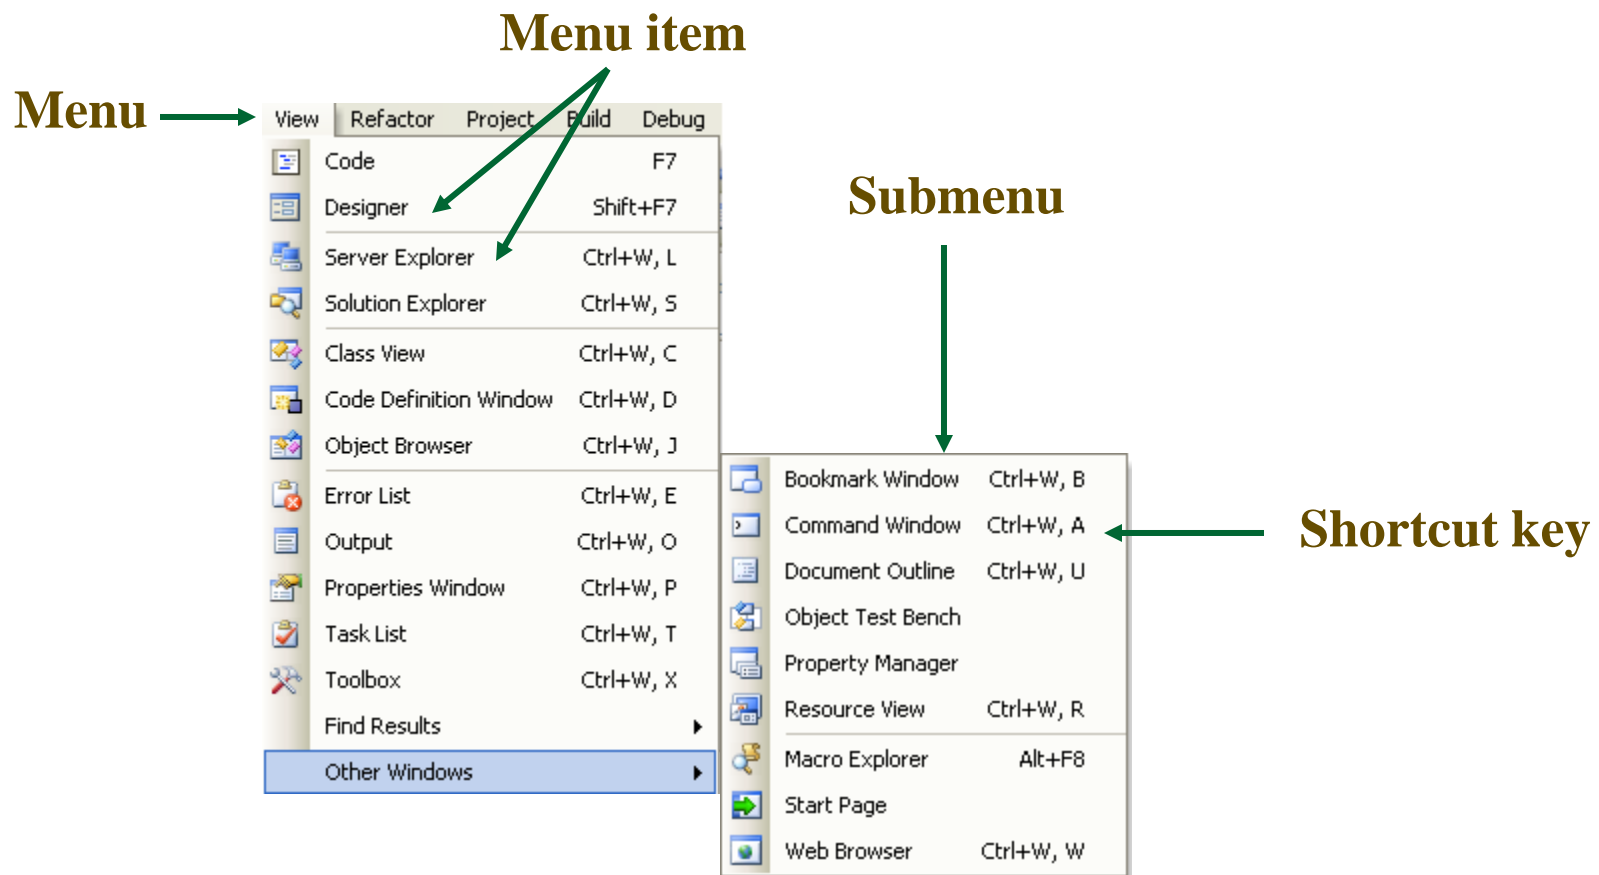 Menu item
Menu
View Refactor Project Build Debug
Code F7
Designer Shift+F7
Server Explorer Ctrl+W, L
Solution Explorer Ctrl+W, S
Class View Ctrl+W, C
Code Definition Window Ctrl+W, D
Object Browser Ctrl+W, J
Error List Ctrl+W, E
Output Ctrl+W, O
Properties Window Ctrl+W, P
Task List Ctrl+W, T
Toolbox Ctrl+W, X
Find Results
Other Windows
Submenu
Bookmark Window Ctrl+W, B
Command Window Ctrl+W, A
Document Outline Ctrl+W, U
Object Test Bench
Property Manager
Resource View Ctrl+W, R
Macro Explorer Alt+F8
Start Page
Web Browser Ctrl+W, W
Shortcut key